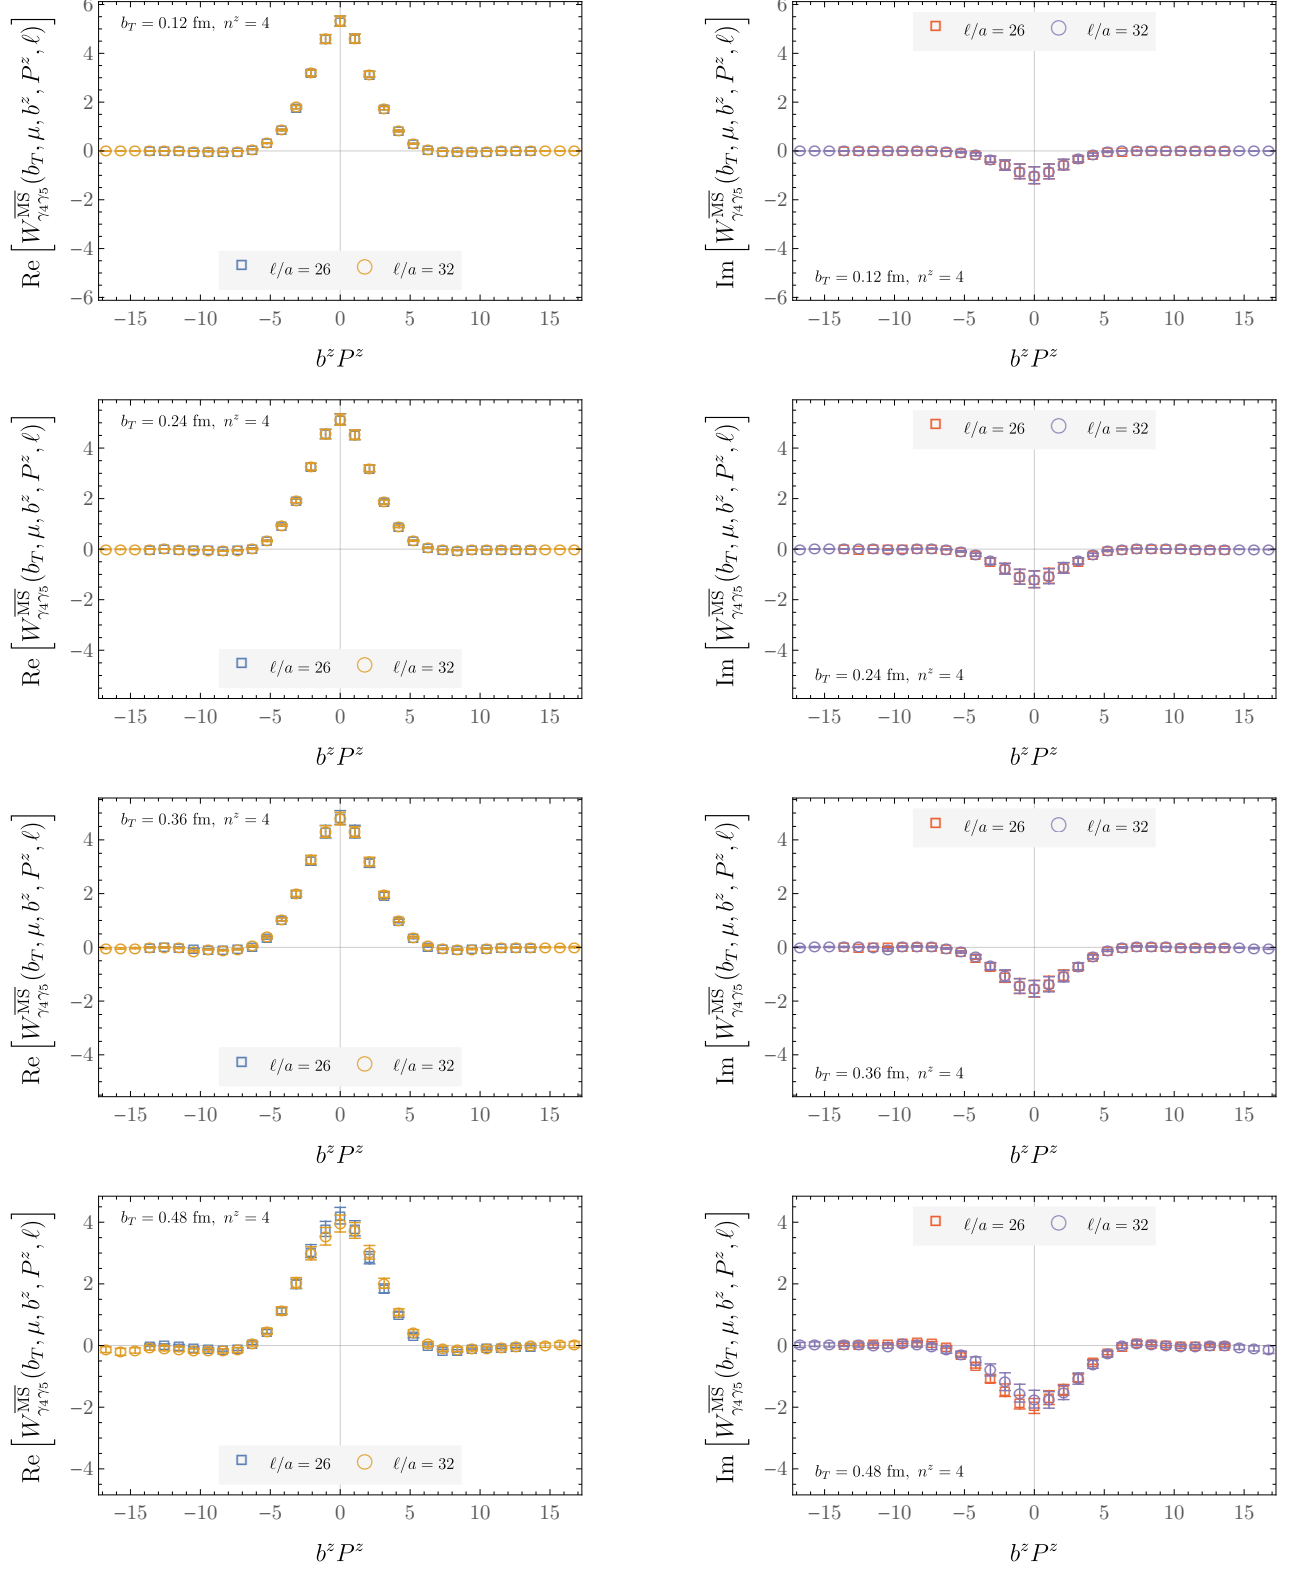 b_T = 0.12 fm, n^z = 4
Re [W^{\overline{MS}}_{γ4γ5}(b_T, μ, b^z, P^z, ℓ)]
6
4
2
0
−2
−4
−6
ℓ/a = 26 ℓ/a = 32
−15 −10 −5 0 5 10 15
b^z P^z
ℓ/a = 26 ℓ/a = 32
Im [W^{\overline{MS}}_{γ4γ5}(b_T, μ, b^z, P^z, ℓ)]
6
4
2
0
−2
−4
−6
b_T = 0.12 fm, n^z = 4
−15 −10 −5 0 5 10 15
b^z P^z
b_T = 0.24 fm, n^z = 4
Re [W^{\overline{MS}}_{γ4γ5}(b_T, μ, b^z, P^z, ℓ)]
4
2
0
−2
−4
ℓ/a = 26 ℓ/a = 32
−15 −10 −5 0 5 10 15
b^z P^z
ℓ/a = 26 ℓ/a = 32
Im [W^{\overline{MS}}_{γ4γ5}(b_T, μ, b^z, P^z, ℓ)]
4
2
0
−2
−4
b_T = 0.24 fm, n^z = 4
−15 −10 −5 0 5 10 15
b^z P^z
b_T = 0.36 fm, n^z = 4
Re [W^{\overline{MS}}_{γ4γ5}(b_T, μ, b^z, P^z, ℓ)]
4
2
0
−2
−4
ℓ/a = 26 ℓ/a = 32
−15 −10 −5 0 5 10 15
b^z P^z
ℓ/a = 26 ℓ/a = 32
Im [W^{\overline{MS}}_{γ4γ5}(b_T, μ, b^z, P^z, ℓ)]
4
2
0
−2
−4
b_T = 0.36 fm, n^z = 4
−15 −10 −5 0 5 10 15
b^z P^z
b_T = 0.48 fm, n^z = 4
Re [W^{\overline{MS}}_{γ4γ5}(b_T, μ, b^z, P^z, ℓ)]
4
2
0
−2
−4
ℓ/a = 26 ℓ/a = 32
−15 −10 −5 0 5 10 15
b^z P^z
ℓ/a = 26 ℓ/a = 32
Im [W^{\overline{MS}}_{γ4γ5}(b_T, μ, b^z, P^z, ℓ)]
4
2
0
−2
−4
b_T = 0.48 fm, n^z = 4
−15 −10 −5 0 5 10 15
b^z P^z